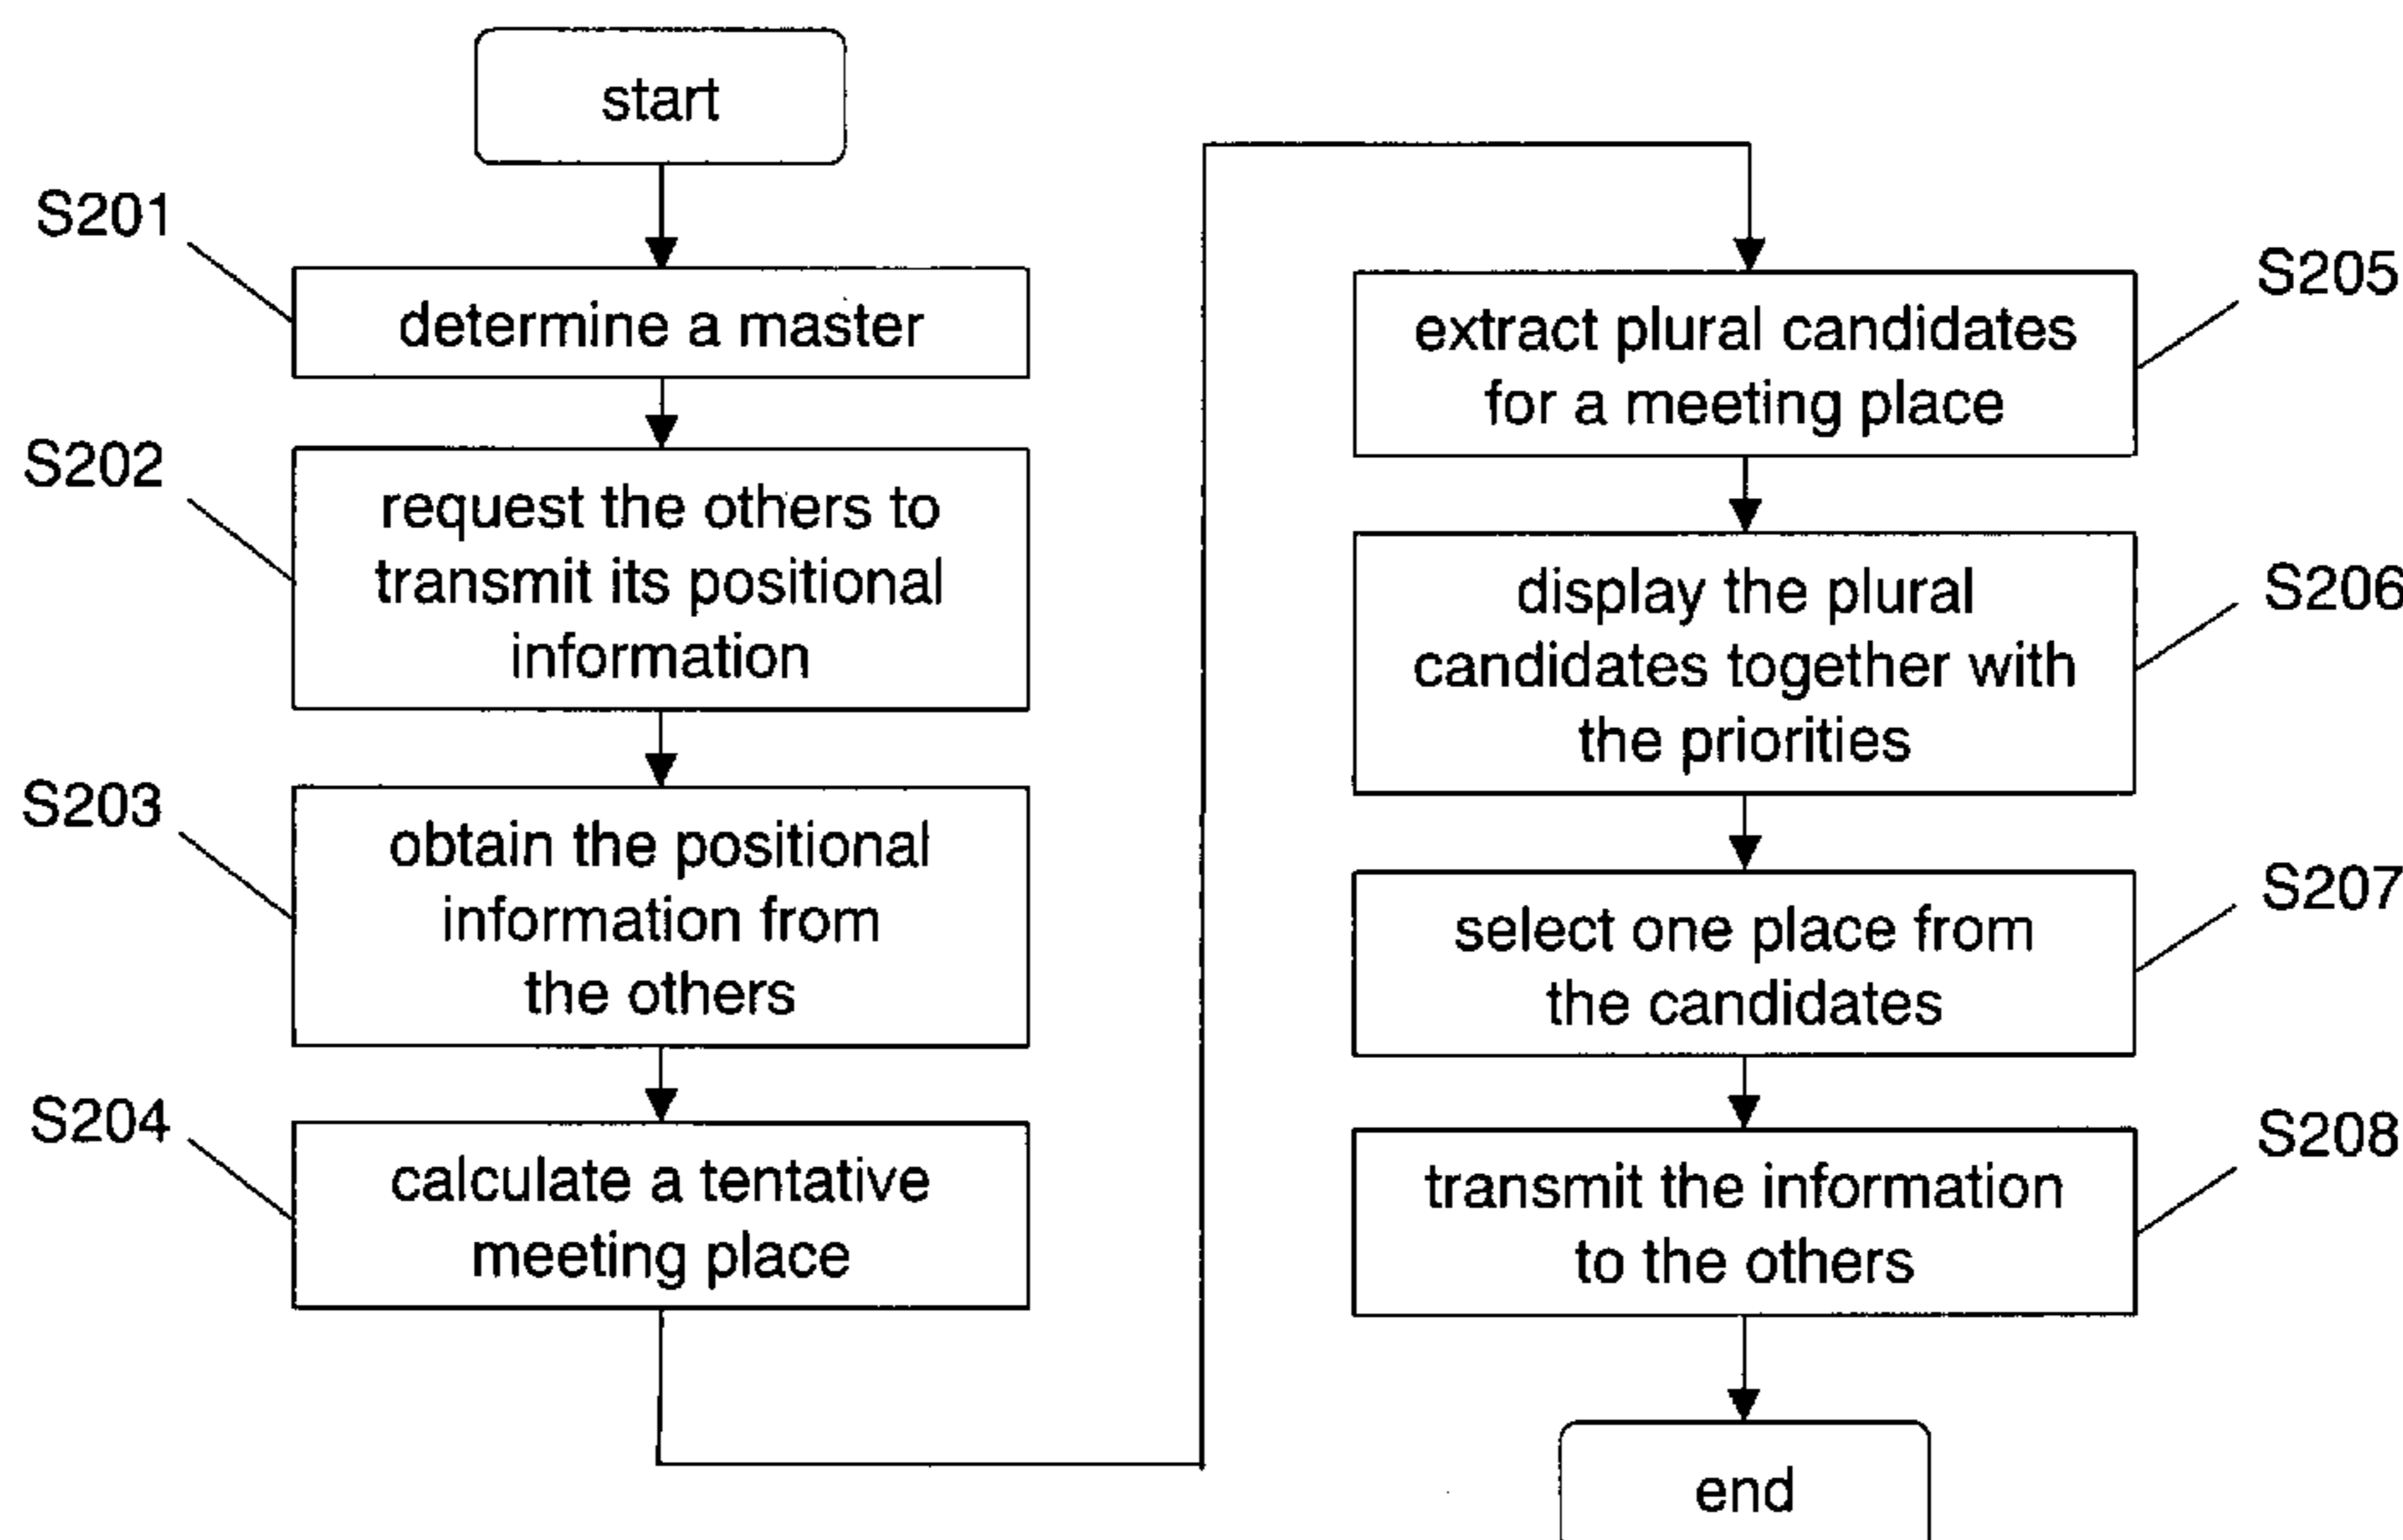 start
S201
determine a master
S202
request the others to
transmit its positional
information
S203
obtain the positional
information from
the others
S204
calculate a tentative
meeting place
S205
extract plural candidates
for a meeting place
S206
display the plural
candidates together with
the priorities
S207
select one place from
the candidates
S208
transmit the information
to the others
end